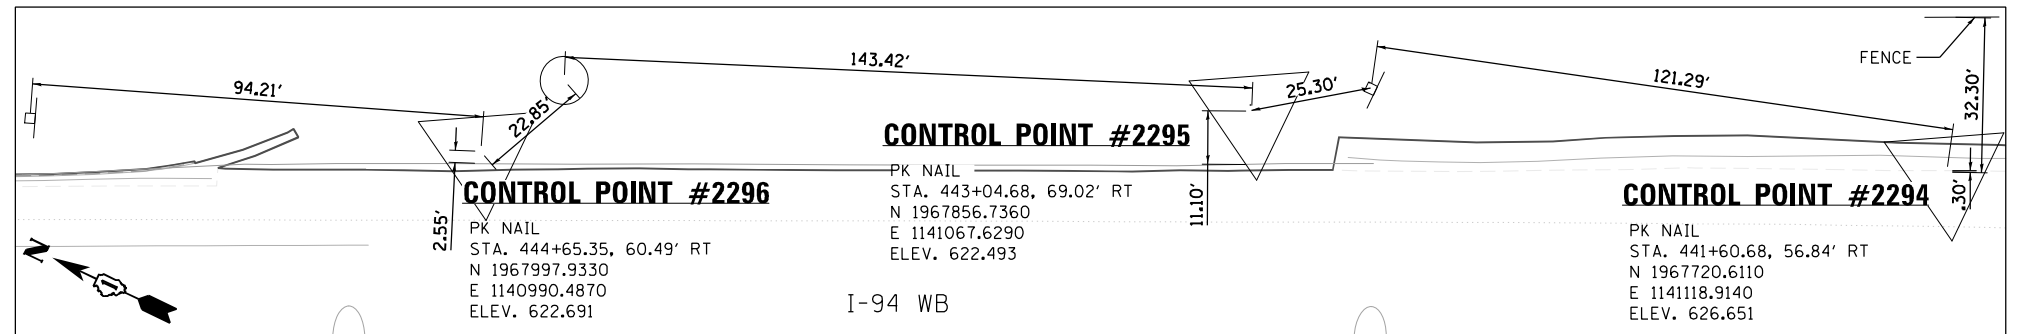 94.21'
22.85'
143.42'
25.30'
121.29'
FENCE
32.30'
CONTROL POINT #2295
PK NAIL
STA. 443+04.68, 69.02' RT
N 1967856.7360
E 1141067.6290
ELEV. 622.493
11.10'
CONTROL POINT #2296
PK NAIL
STA. 444+65.35, 60.49' RT
N 1967997.9330
E 1140990.4870
ELEV. 622.691
2.55'
CONTROL POINT #2294
PK NAIL
STA. 441+60.68, 56.84' RT
N 1967720.6110
E 1141118.9140
ELEV. 626.651
.30'
N
I-94 WB